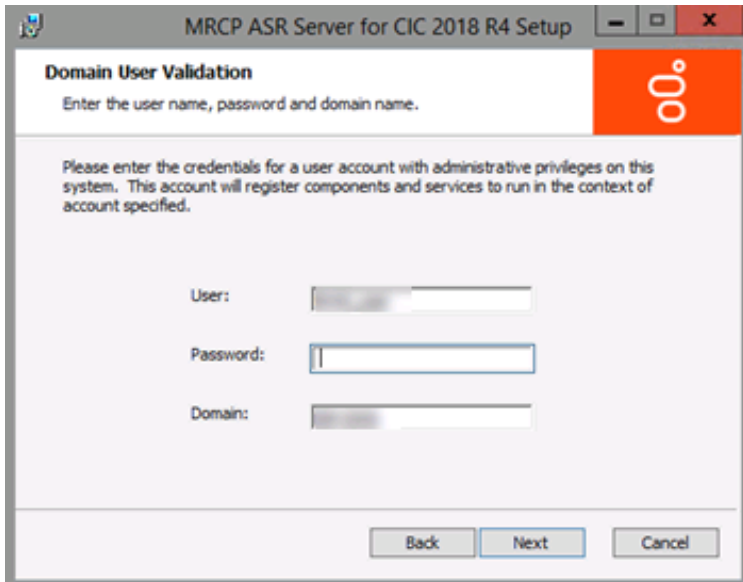 MRCP ASR Server for CIC 2018 R4 Setup
Domain User Validation
Enter the user name, password and domain name.
Please enter the credentials for a user account with administrative privileges on this
system. This account will register components and services to run in the context of
account specified.
User:
Password:
Domain:
Back Next Cancel